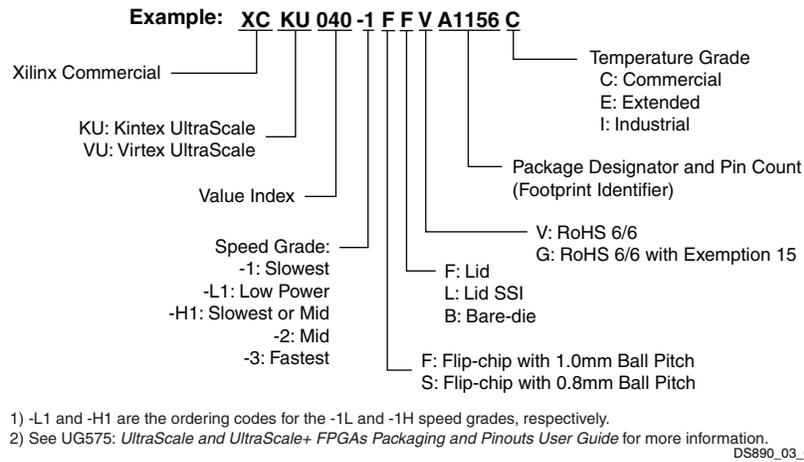 Example: XC KU 040 -1 F F V A1156 C
Xilinx Commercial
KU: Kintex UltraScale
VU: Virtex UltraScale
Value Index
Speed Grade:
-1: Slowest
-L1: Low Power
-H1: Slowest or Mid
-2: Mid
-3: Fastest
Temperature Grade
C: Commercial
E: Extended
I: Industrial
Package Designator and Pin Count
(Footprint Identifier)
V: RoHS 6/6
G: RoHS 6/6 with Exemption 15
F: Lid
L: Lid SSI
B: Bare-die
F: Flip-chip with 1.0mm Ball Pitch
S: Flip-chip with 0.8mm Ball Pitch
1) -L1 and -H1 are the ordering codes for the -1L and -1H speed grades, respectively.
2) See UG575: UltraScale and UltraScale+ FPGAs Packaging and Pinouts User Guide for more information.
DS890_03_